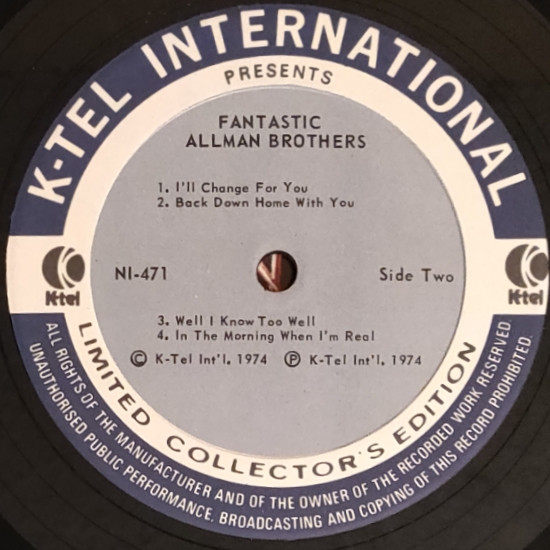 K-TEL INTERNATIONAL
PRESENTS
FANTASTIC
ALLMAN BROTHERS
1. I'll Change For You
2. Back Down Home With You
K-tel
NI-471
Side Two
K-tel
3. Well I Know Too Well
4. In The Morning When I'm Real
© K-Tel Int'l. 1974 ℗ K-Tel Int'l. 1974
LIMITED COLLECTOR'S EDITION
ALL RIGHTS OF THE MANUFACTURER AND OF THE OWNER OF THE RECORDED WORK RESERVED
UNAUTHORISED PUBLIC PERFORMANCE, BROADCASTING AND COPYING OF THIS RECORD PROHIBITED.